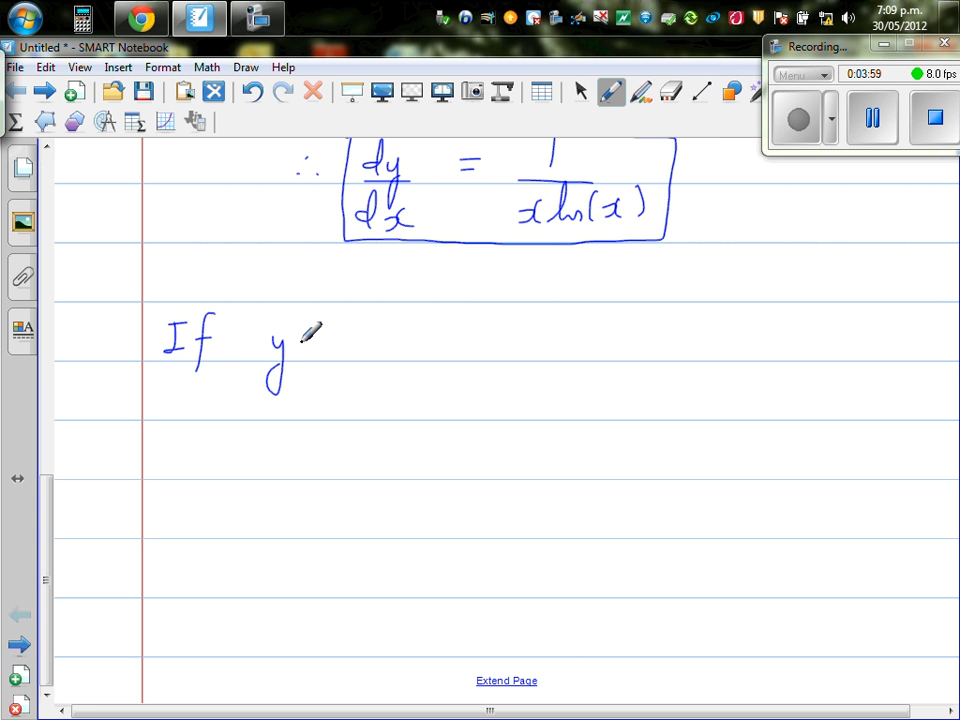 7:09 p.m.
30/05/2012
Untitled * - SMART Notebook
Recording...
File Edit View Insert Format Math Draw Help
Menu 00:03:59 8.0 fps
∴ dy/dx = 1/(x ln(x))
If y
Extend Page